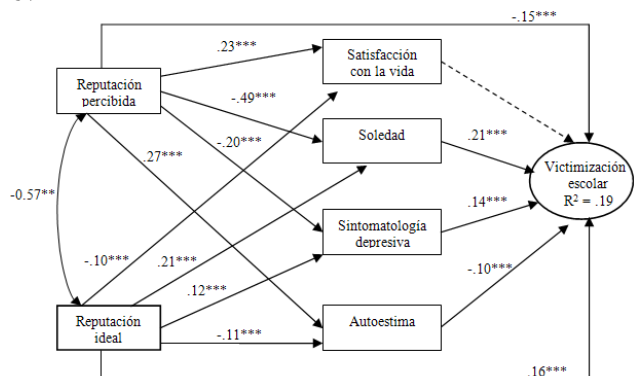 -.15***
.23***
Satisfacción
con la vida
Reputación
percibida
-.49***
-.20***
Soledad
.21***
.27***
Victimización
escolar
R² = .19
-0.57**
Sintomatología
depresiva
.14***
-.10***
.21***
-.10***
.12***
Reputación
ideal
Autoestima
-.11***
.16***